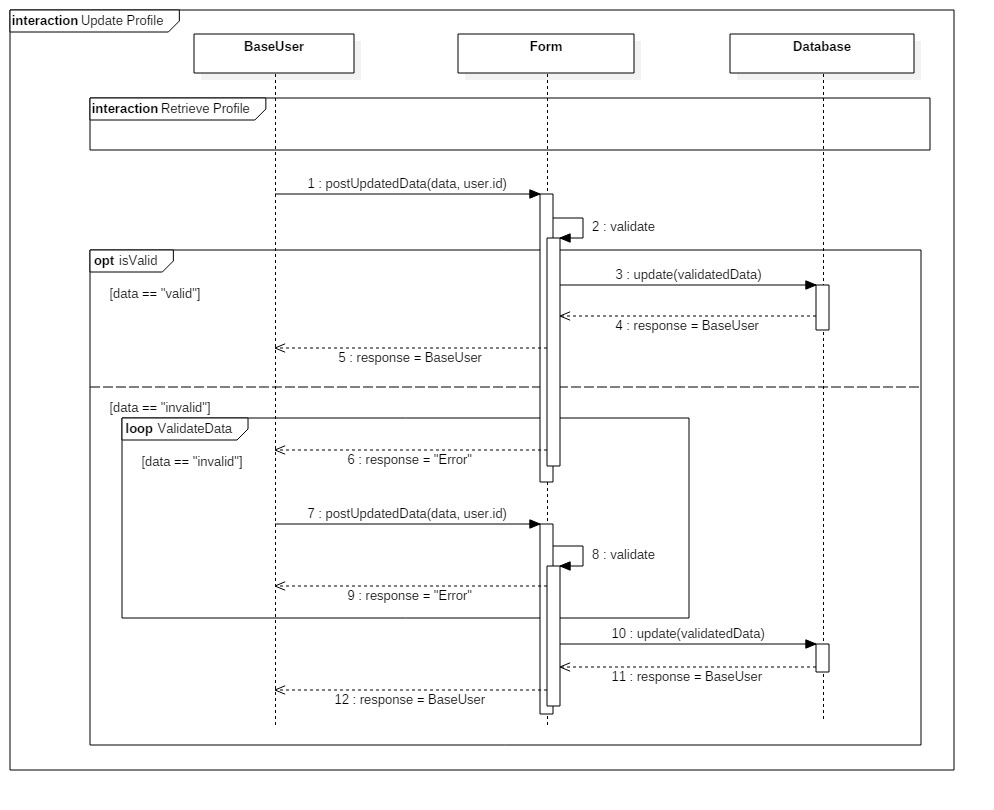 interaction Update Profile
BaseUser
Form
Database
interaction Retrieve Profile
1 : postUpdatedData(data, user.id)
2 : validate
opt isValid
3 : update(validatedData)
[data == "valid"]
4 : response = BaseUser
5 : response = BaseUser
[data == "invalid"]
loop ValidateData
6 : response = "Error"
[data == "invalid"]
7 : postUpdatedData(data, user.id)
8 : validate
9 : response = "Error"
10 : update(validatedData)
11 : response = BaseUser
12 : response = BaseUser